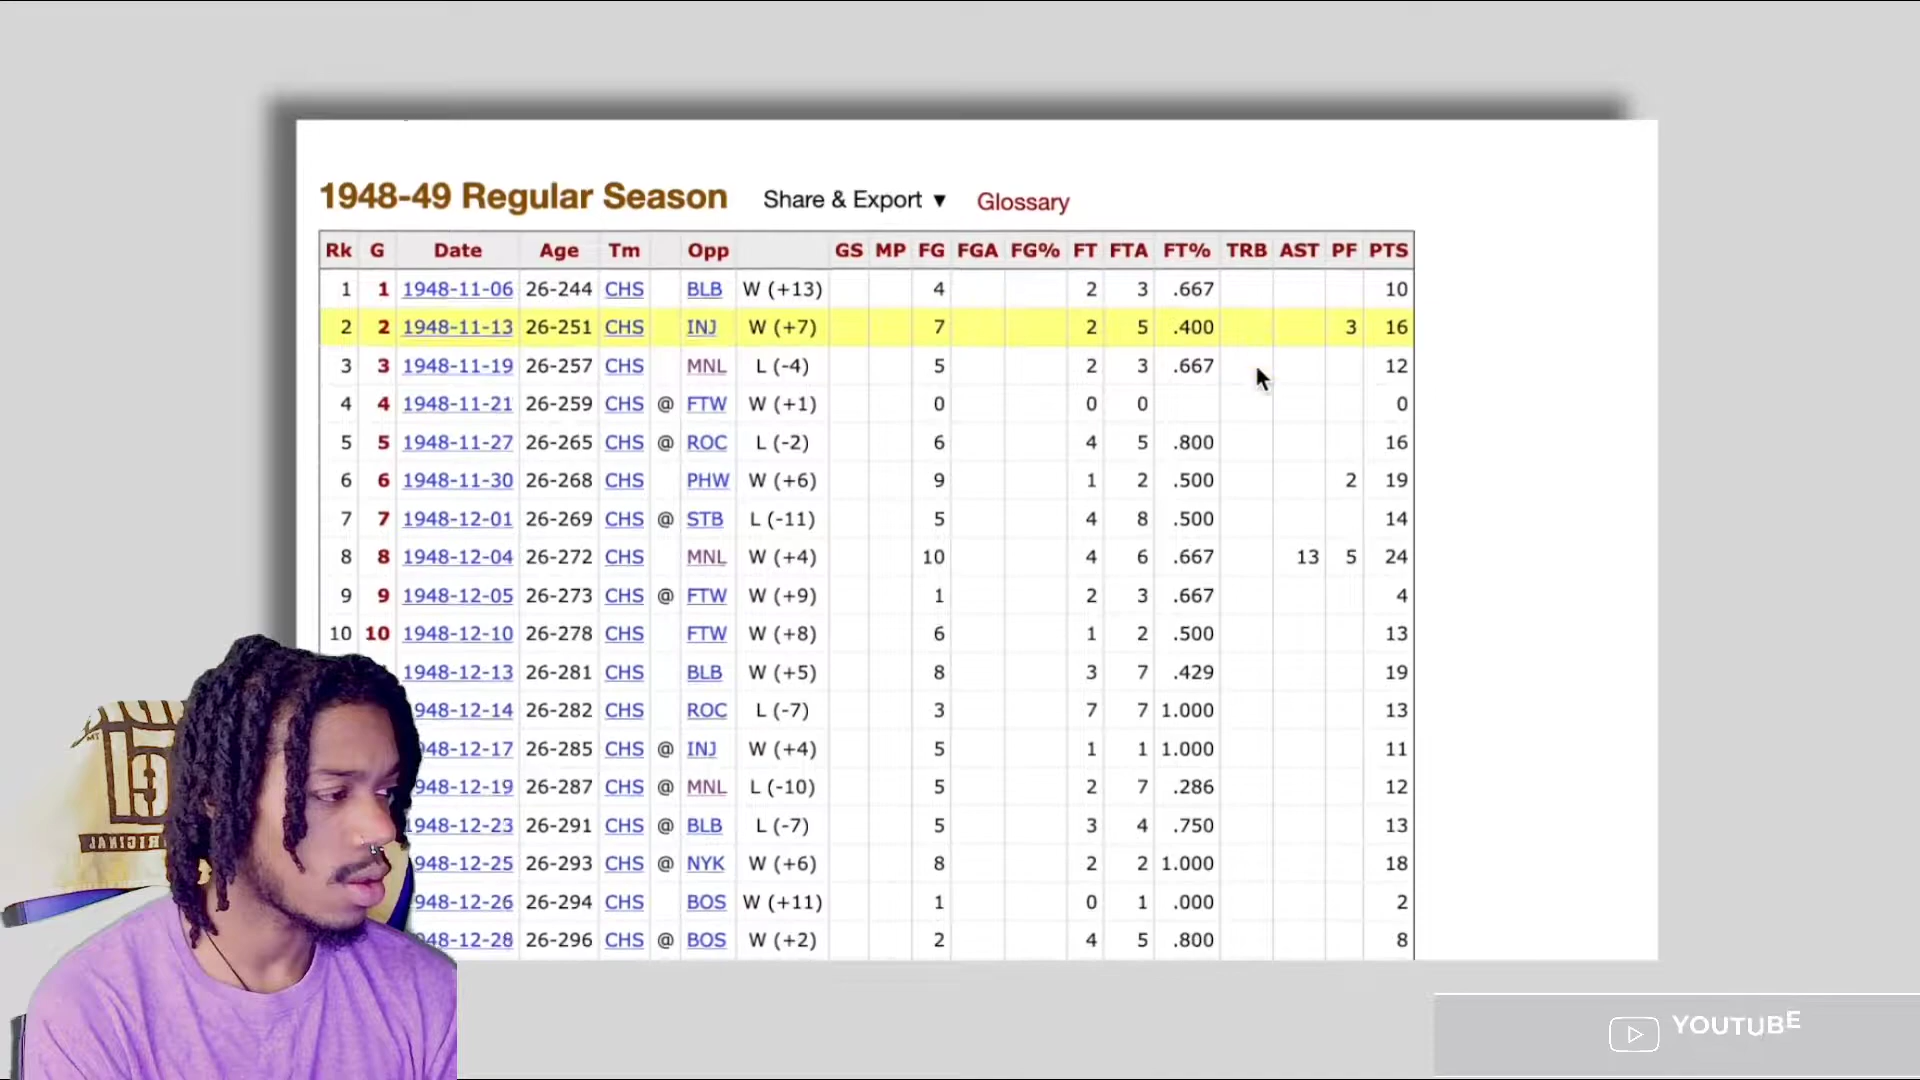 1948-49 Regular Season Share & Export ▼ Glossary
Rk G Date Age Tm Opp GS MP FG FGA FG% FT FTA FT% TRB AST PF PTS
1 1 1948-11-06 26-244 CHS BLB W (+13) 4 2 3 .667 10
2 2 1948-11-13 26-251 CHS INJ W (+7) 7 2 5 .400 3 16
3 3 1948-11-19 26-257 CHS MNL L (-4) 5 2 3 .667 12
4 4 1948-11-21 26-259 CHS @ FTW W (+1) 0 0 0 0
5 5 1948-11-27 26-265 CHS @ ROC L (-2) 6 4 5 .800 16
6 6 1948-11-30 26-268 CHS PHW W (+6) 9 1 2 .500 2 19
7 7 1948-12-01 26-269 CHS @ STB L (-11) 5 4 8 .500 14
8 8 1948-12-04 26-272 CHS MNL W (+4) 10 4 6 .667 13 5 24
9 9 1948-12-05 26-273 CHS @ FTW W (+9) 1 2 3 .667 4
10 10 1948-12-10 26-278 CHS FTW W (+8) 6 1 2 .500 13
1948-12-13 26-281 CHS BLB W (+5) 8 3 7 .429 19
948-12-14 26-282 CHS ROC L (-7) 3 7 7 1.000 13
948-12-17 26-285 CHS @ INJ W (+4) 5 1 1 1.000 11
948-12-19 26-287 CHS @ MNL L (-10) 5 2 7 .286 12
1948-12-23 26-291 CHS @ BLB L (-7) 5 3 4 .750 13
948-12-25 26-293 CHS @ NYK W (+6) 8 2 2 1.000 18
948-12-26 26-294 CHS BOS W (+11) 1 0 1 .000 2
948-12-28 26-296 CHS @ BOS W (+2) 2 4 5 .800 8
YOUTUBE